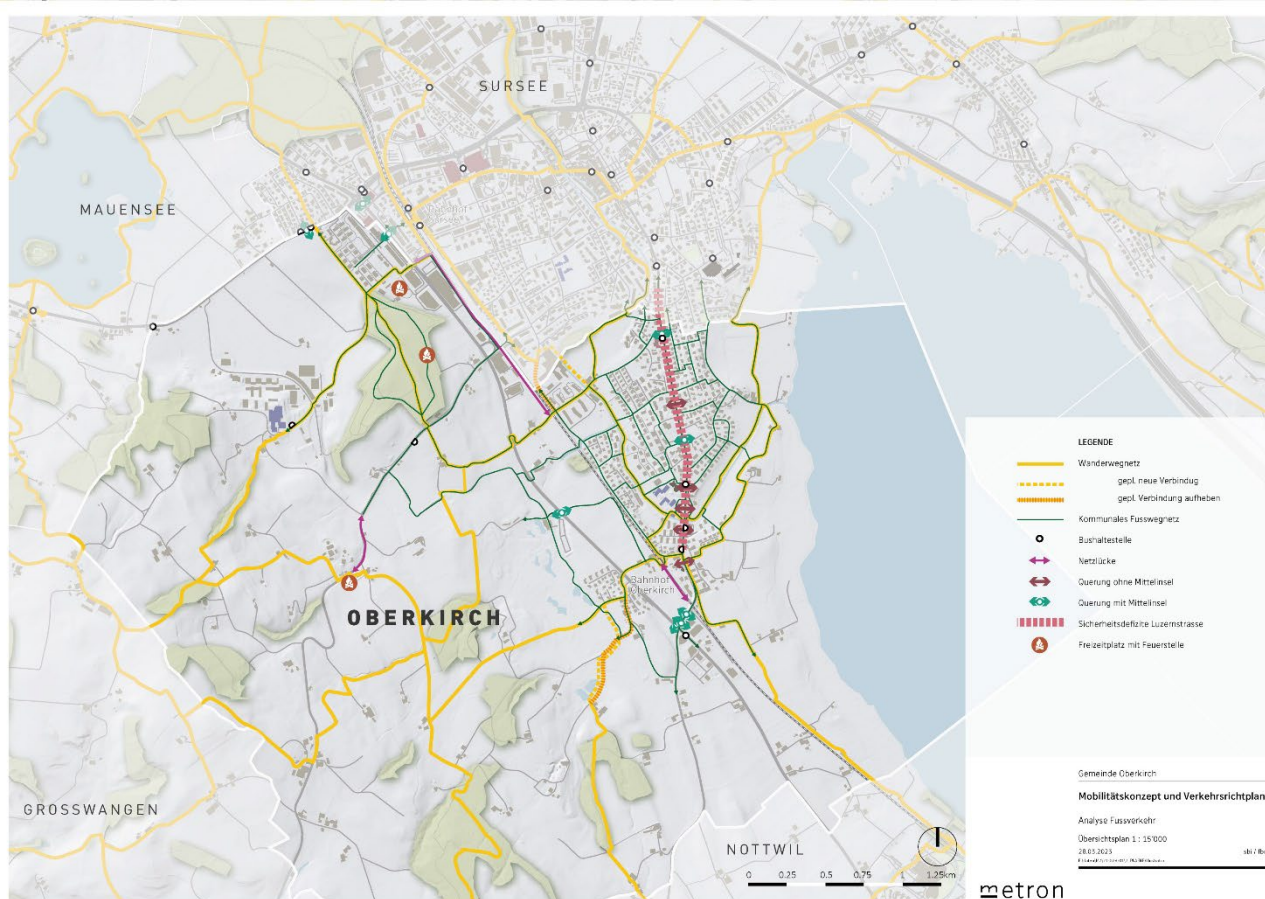 SURSEE
MAUENSEE
Bahnhof
Oberkirch
OBERKIRCH
GROSSWANGEN
NOTTWIL
0 0.25 0.5 0.75 1 1.25km
LEGENDE
Wanderwegnetz
gepl. neue Verbindug
gepl. Verbindung aufheben
Kommunales Fusswegnetz
Bushaltestelle
Netzlücke
Querung ohne Mittelinsel
Querung mit Mittelinsel
Sicherheitsdefizite Luzernstrasse
Freizeitplatz mit Feuerstelle
Gemeinde Oberkirch
Mobilitätskonzept und Verkehrsrichtplan
Analyse Fussverkehr
Übersichtsplan 1 : 15'000
28.03.2025
metron